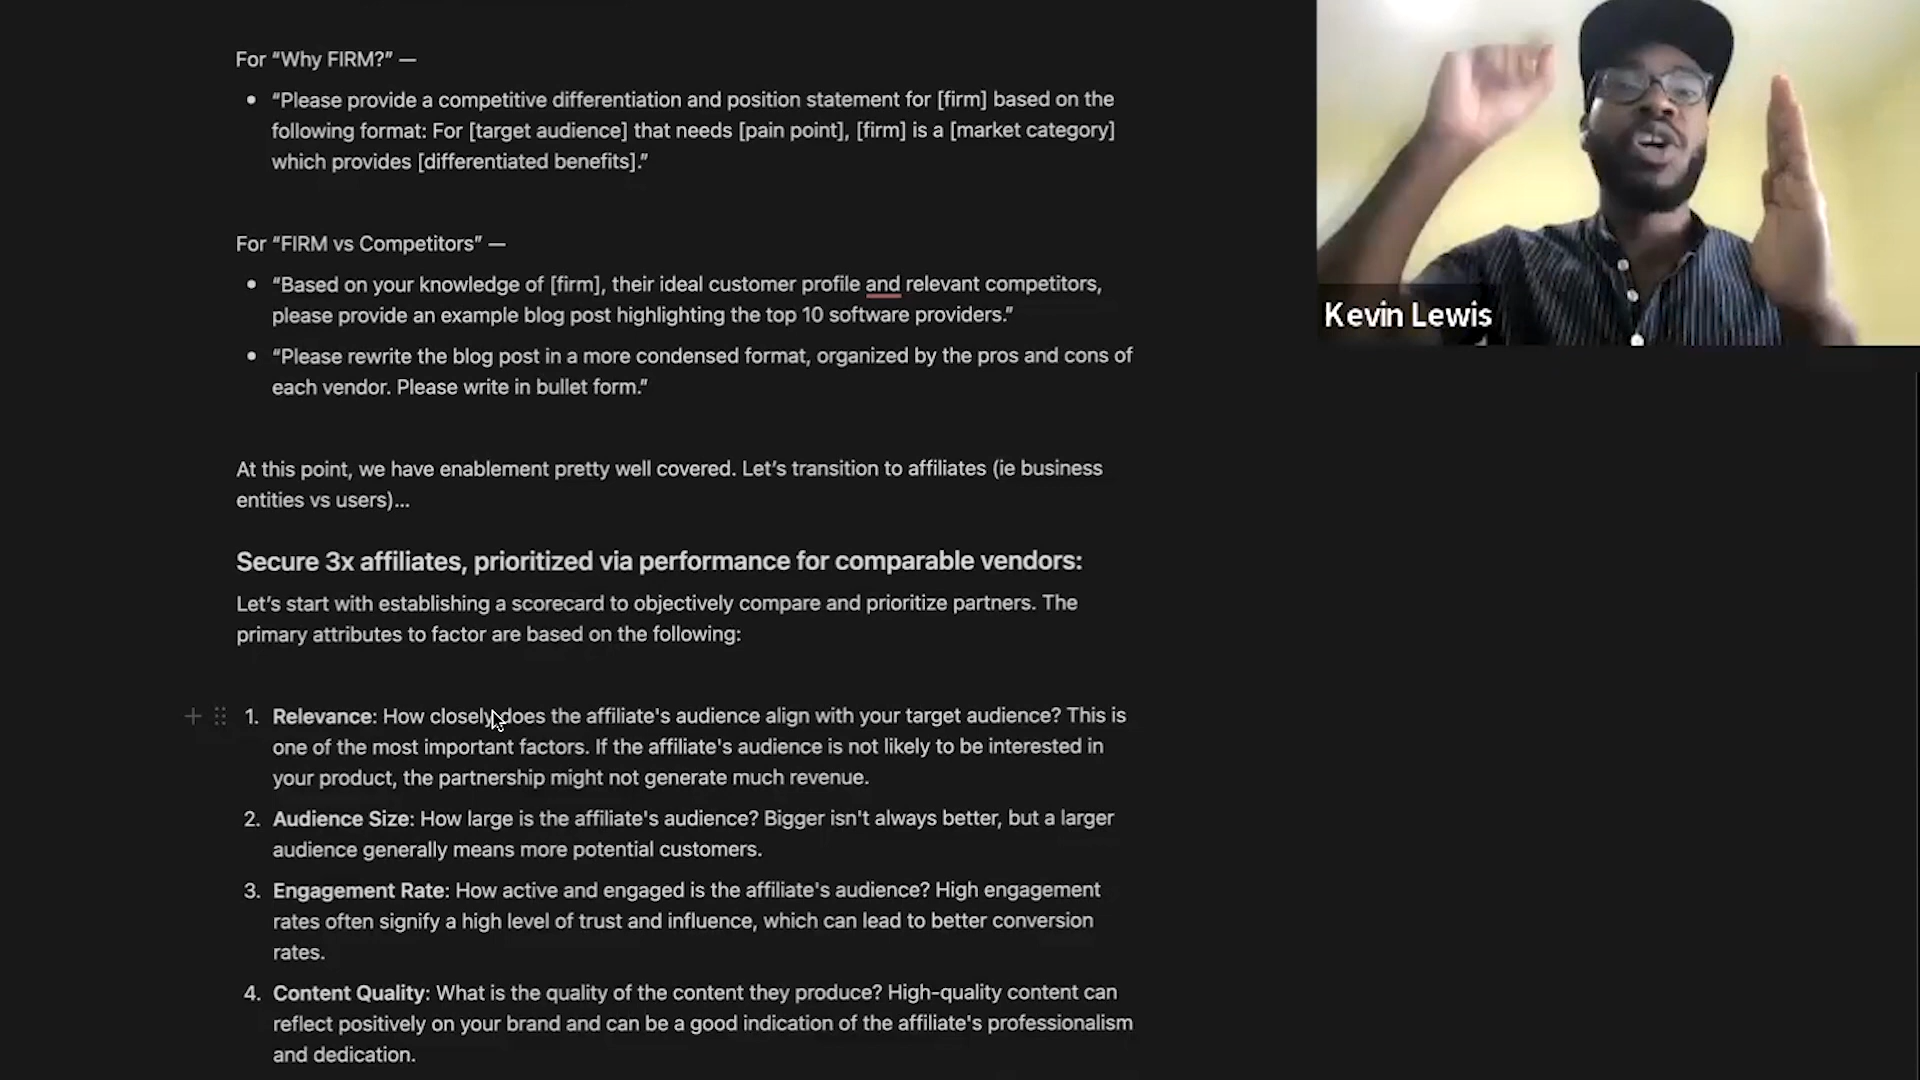 For “Why FIRM?” —
• “Please provide a competitive differentiation and position statement for [firm] based on the
following format: For [target audience] that needs [pain point], [firm] is a [market category]
which provides [differentiated benefits].”
For “FIRM vs Competitors” —
• “Based on your knowledge of [firm], their ideal customer profile and relevant competitors,
please provide an example blog post highlighting the top 10 software providers.”
• “Please rewrite the blog post in a more condensed format, organized by the pros and cons of
each vendor. Please write in bullet form.”
At this point, we have enablement pretty well covered. Let’s transition to affiliates (ie business
entities vs users)...
Secure 3x affiliates, prioritized via performance for comparable vendors:
Let’s start with establishing a scorecard to objectively compare and prioritize partners. The
primary attributes to factor are based on the following:
1. Relevance: How closely does the affiliate's audience align with your target audience? This is
one of the most important factors. If the affiliate's audience is not likely to be interested in
your product, the partnership might not generate much revenue.
2. Audience Size: How large is the affiliate's audience? Bigger isn't always better, but a larger
audience generally means more potential customers.
3. Engagement Rate: How active and engaged is the affiliate's audience? High engagement
rates often signify a high level of trust and influence, which can lead to better conversion
rates.
4. Content Quality: What is the quality of the content they produce? High-quality content can
reflect positively on your brand and can be a good indication of the affiliate's professionalism
and dedication.
Kevin Lewis